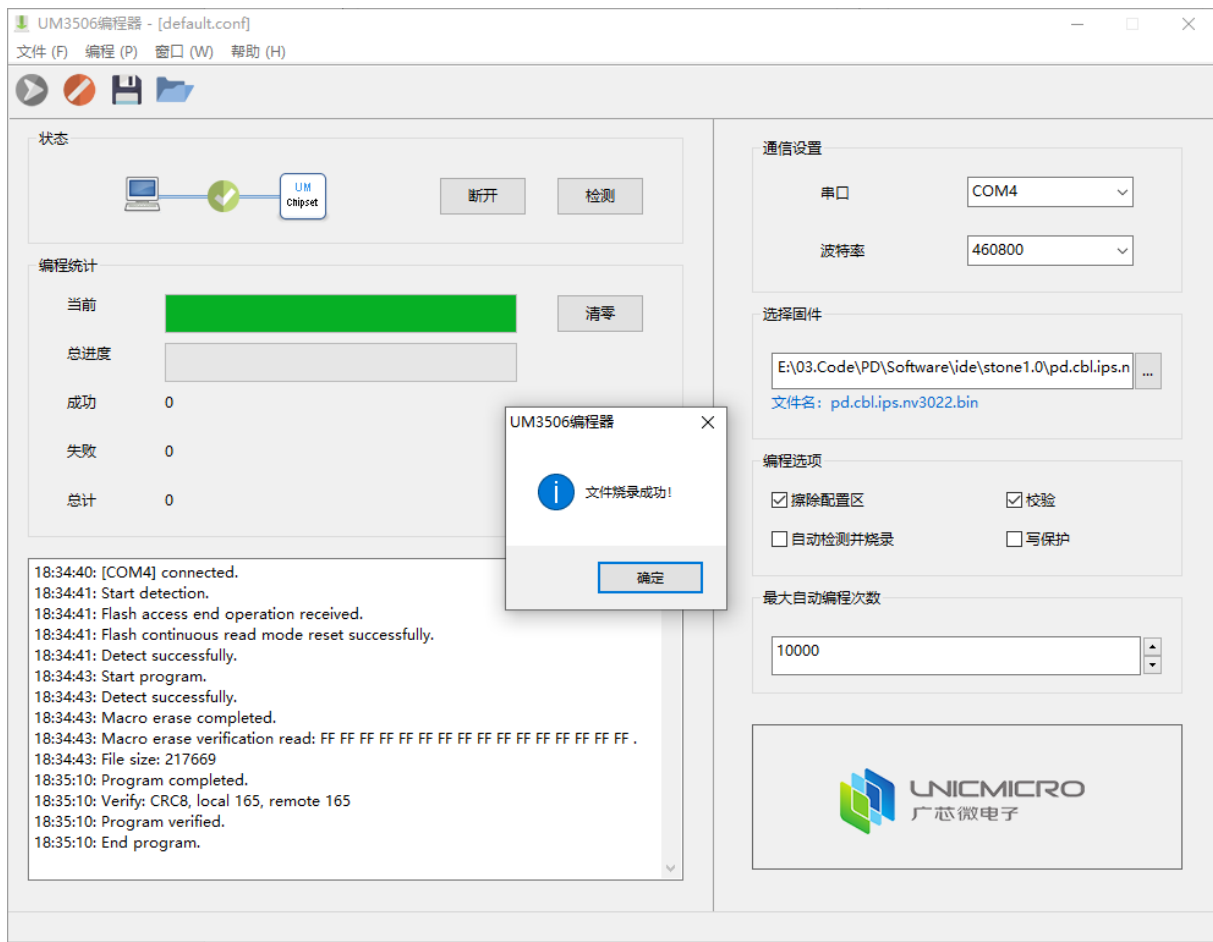 UM3506编程器 - [default.conf]
文件 (F) 编程 (P) 窗口 (W) 帮助 (H)
状态
UM
Chipset
断开
检测
编程统计
当前
清零
总进度
成功 0
失败 0
总计 0
18:34:40: [COM4] connected.
18:34:41: Start detection.
18:34:41: Flash access end operation received.
18:34:41: Flash continuous read mode reset successfully.
18:34:41: Detect successfully.
18:34:43: Start program.
18:34:43: Detect successfully.
18:34:43: Macro erase completed.
18:34:43: Macro erase verification read: FF FF FF FF FF FF FF FF FF FF FF FF FF FF FF FF .
18:34:43: File size: 217669
18:35:10: Program completed.
18:35:10: Verify: CRC8, local 165, remote 165
18:35:10: Program verified.
18:35:10: End program.
UM3506编程器
文件烧录成功!
确定
通信设置
串口 COM4
波特率 460800
选择固件
E:\03.Code\PD\Software\ide\stone1.0\pd.cbl.ips.n ...
文件名: pd.cbl.ips.nv3022.bin
编程选项
擦除配置区 校验
自动检测并烧录 写保护
最大自动编程次数
10000
UNICMICRO
广芯微电子